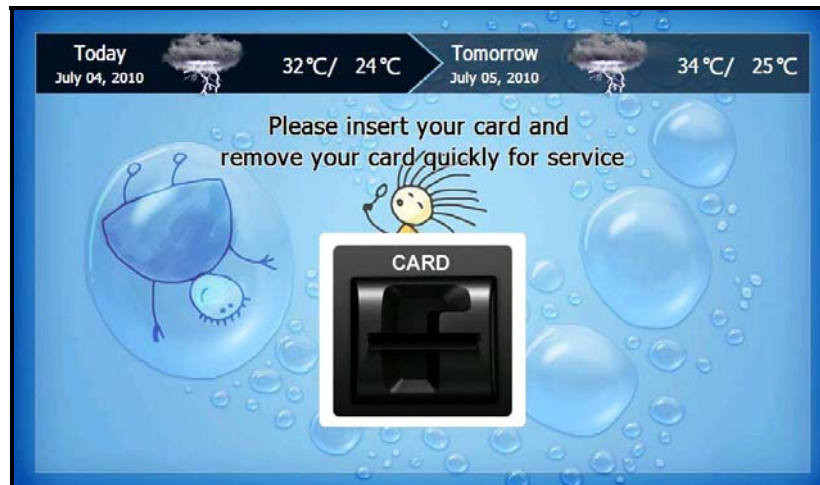 Today
July 04, 2010
32℃/ 24℃
Tomorrow
July 05, 2010
34℃/ 25℃
Please insert your card and
remove your card quickly for service
CARD